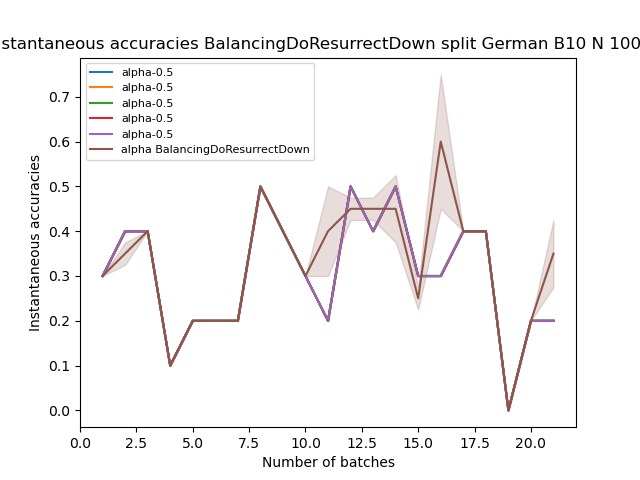 stantaneous accuracies BalancingDoResurrectDown split German B10 N 100
alpha-0.5
alpha-0.5
alpha-0.5
alpha-0.5
alpha-0.5
alpha BalancingDoResurrectDown
Instantaneous accuracies
0.7
0.6
0.5
0.4
0.3
0.2
0.1
0.0
0.0 2.5 5.0 7.5 10.0 12.5 15.0 17.5 20.0
Number of batches